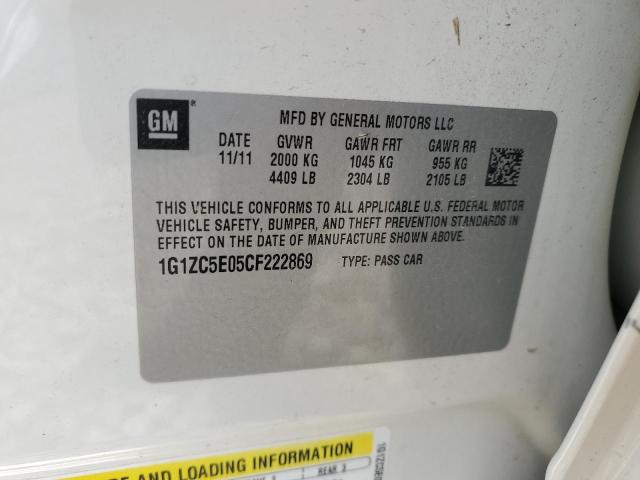 GM
MFD BY GENERAL MOTORS LLC
DATE GVWR GAWR FRT GAWR RR
11/11 2000 KG 1045 KG 955 KG
4409 LB 2304 LB 2105 LB
THIS VEHICLE CONFORMS TO ALL APPLICABLE U.S. FEDERAL MOTOR
VEHICLE SAFETY, BUMPER, AND THEFT PREVENTION STANDARDS IN
EFFECT ON THE DATE OF MANUFACTURE SHOWN ABOVE.
1G1ZC5E05CF222869 TYPE: PASS CAR
AND LOADING INFORMATION
REAR 3